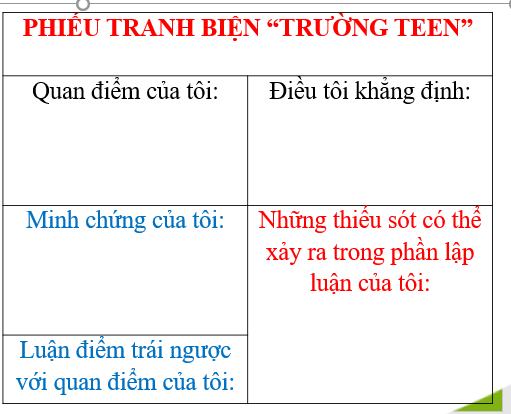 PHIẾU TRANH BIỆN “TRƯỜNG TEEN”
Quan điểm của tôi:
Điều tôi khẳng định:
Minh chứng của tôi:
Những thiếu sót có thể
xảy ra trong phần lập
luận của tôi:
Luận điểm trái ngược
với quan điểm của tôi: